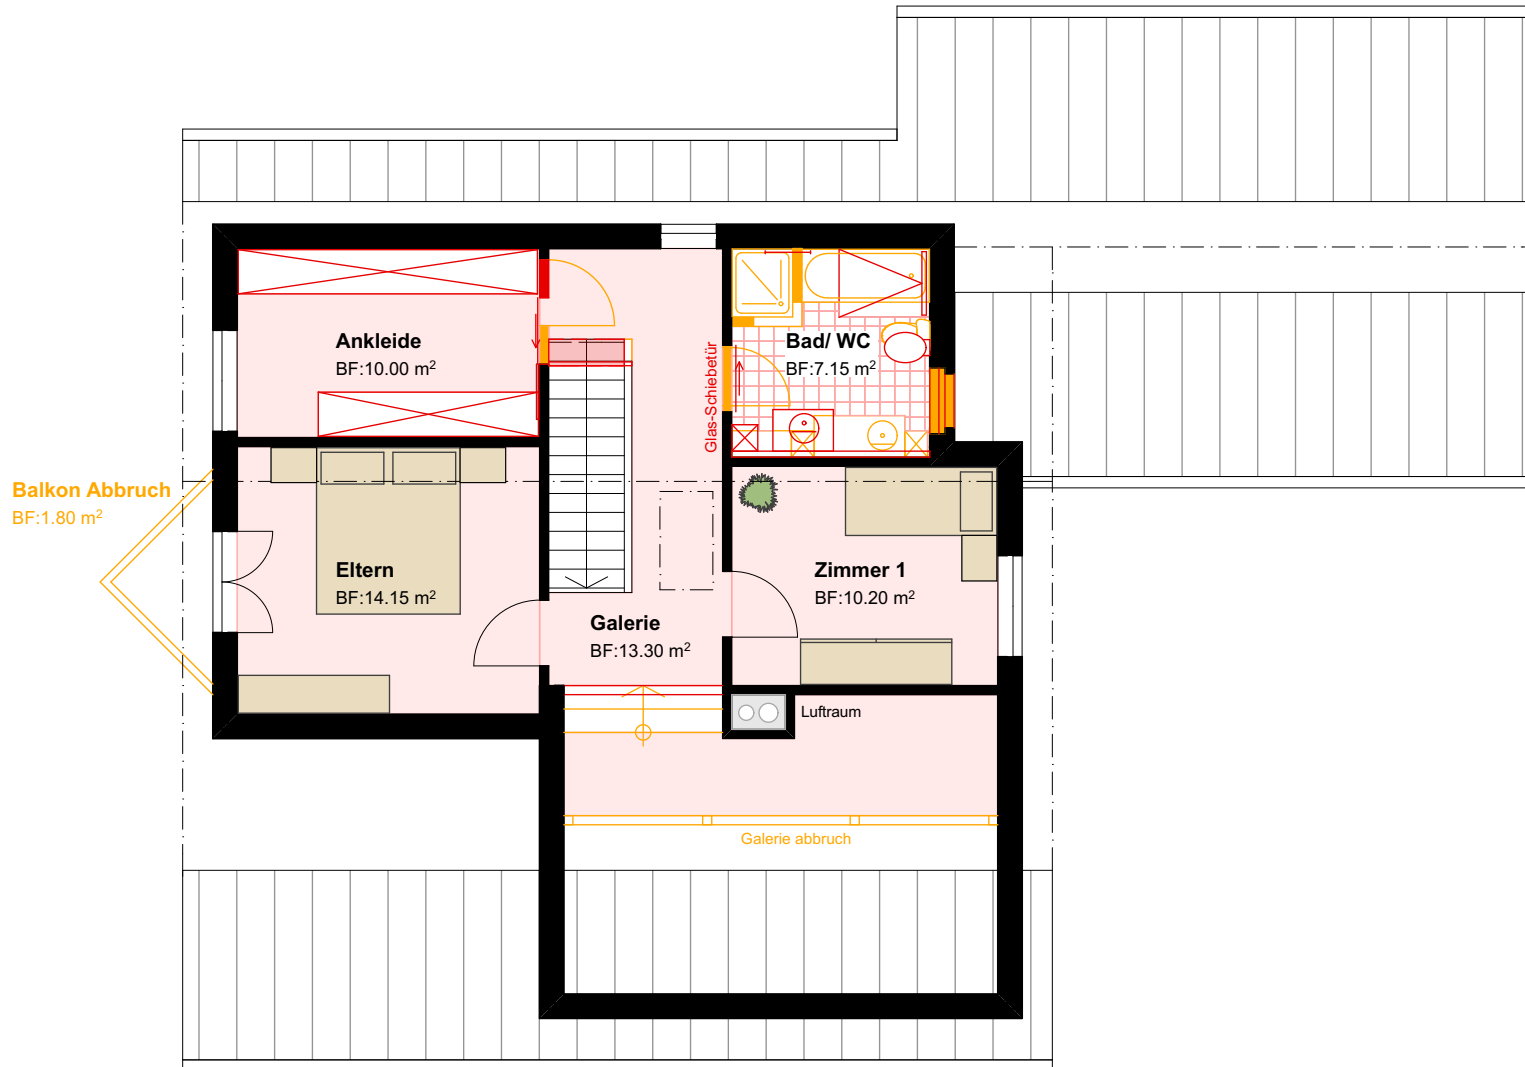 Ankleide
BF:10.00 m²
Glas-Schiebetür
Bad/ WC
BF:7.15 m²
Balkon Abbruch
BF:1.80 m²
Eltern
BF:14.15 m²
Zimmer 1
BF:10.20 m²
Galerie
BF:13.30 m²
Luftraum
Galerie abbruch